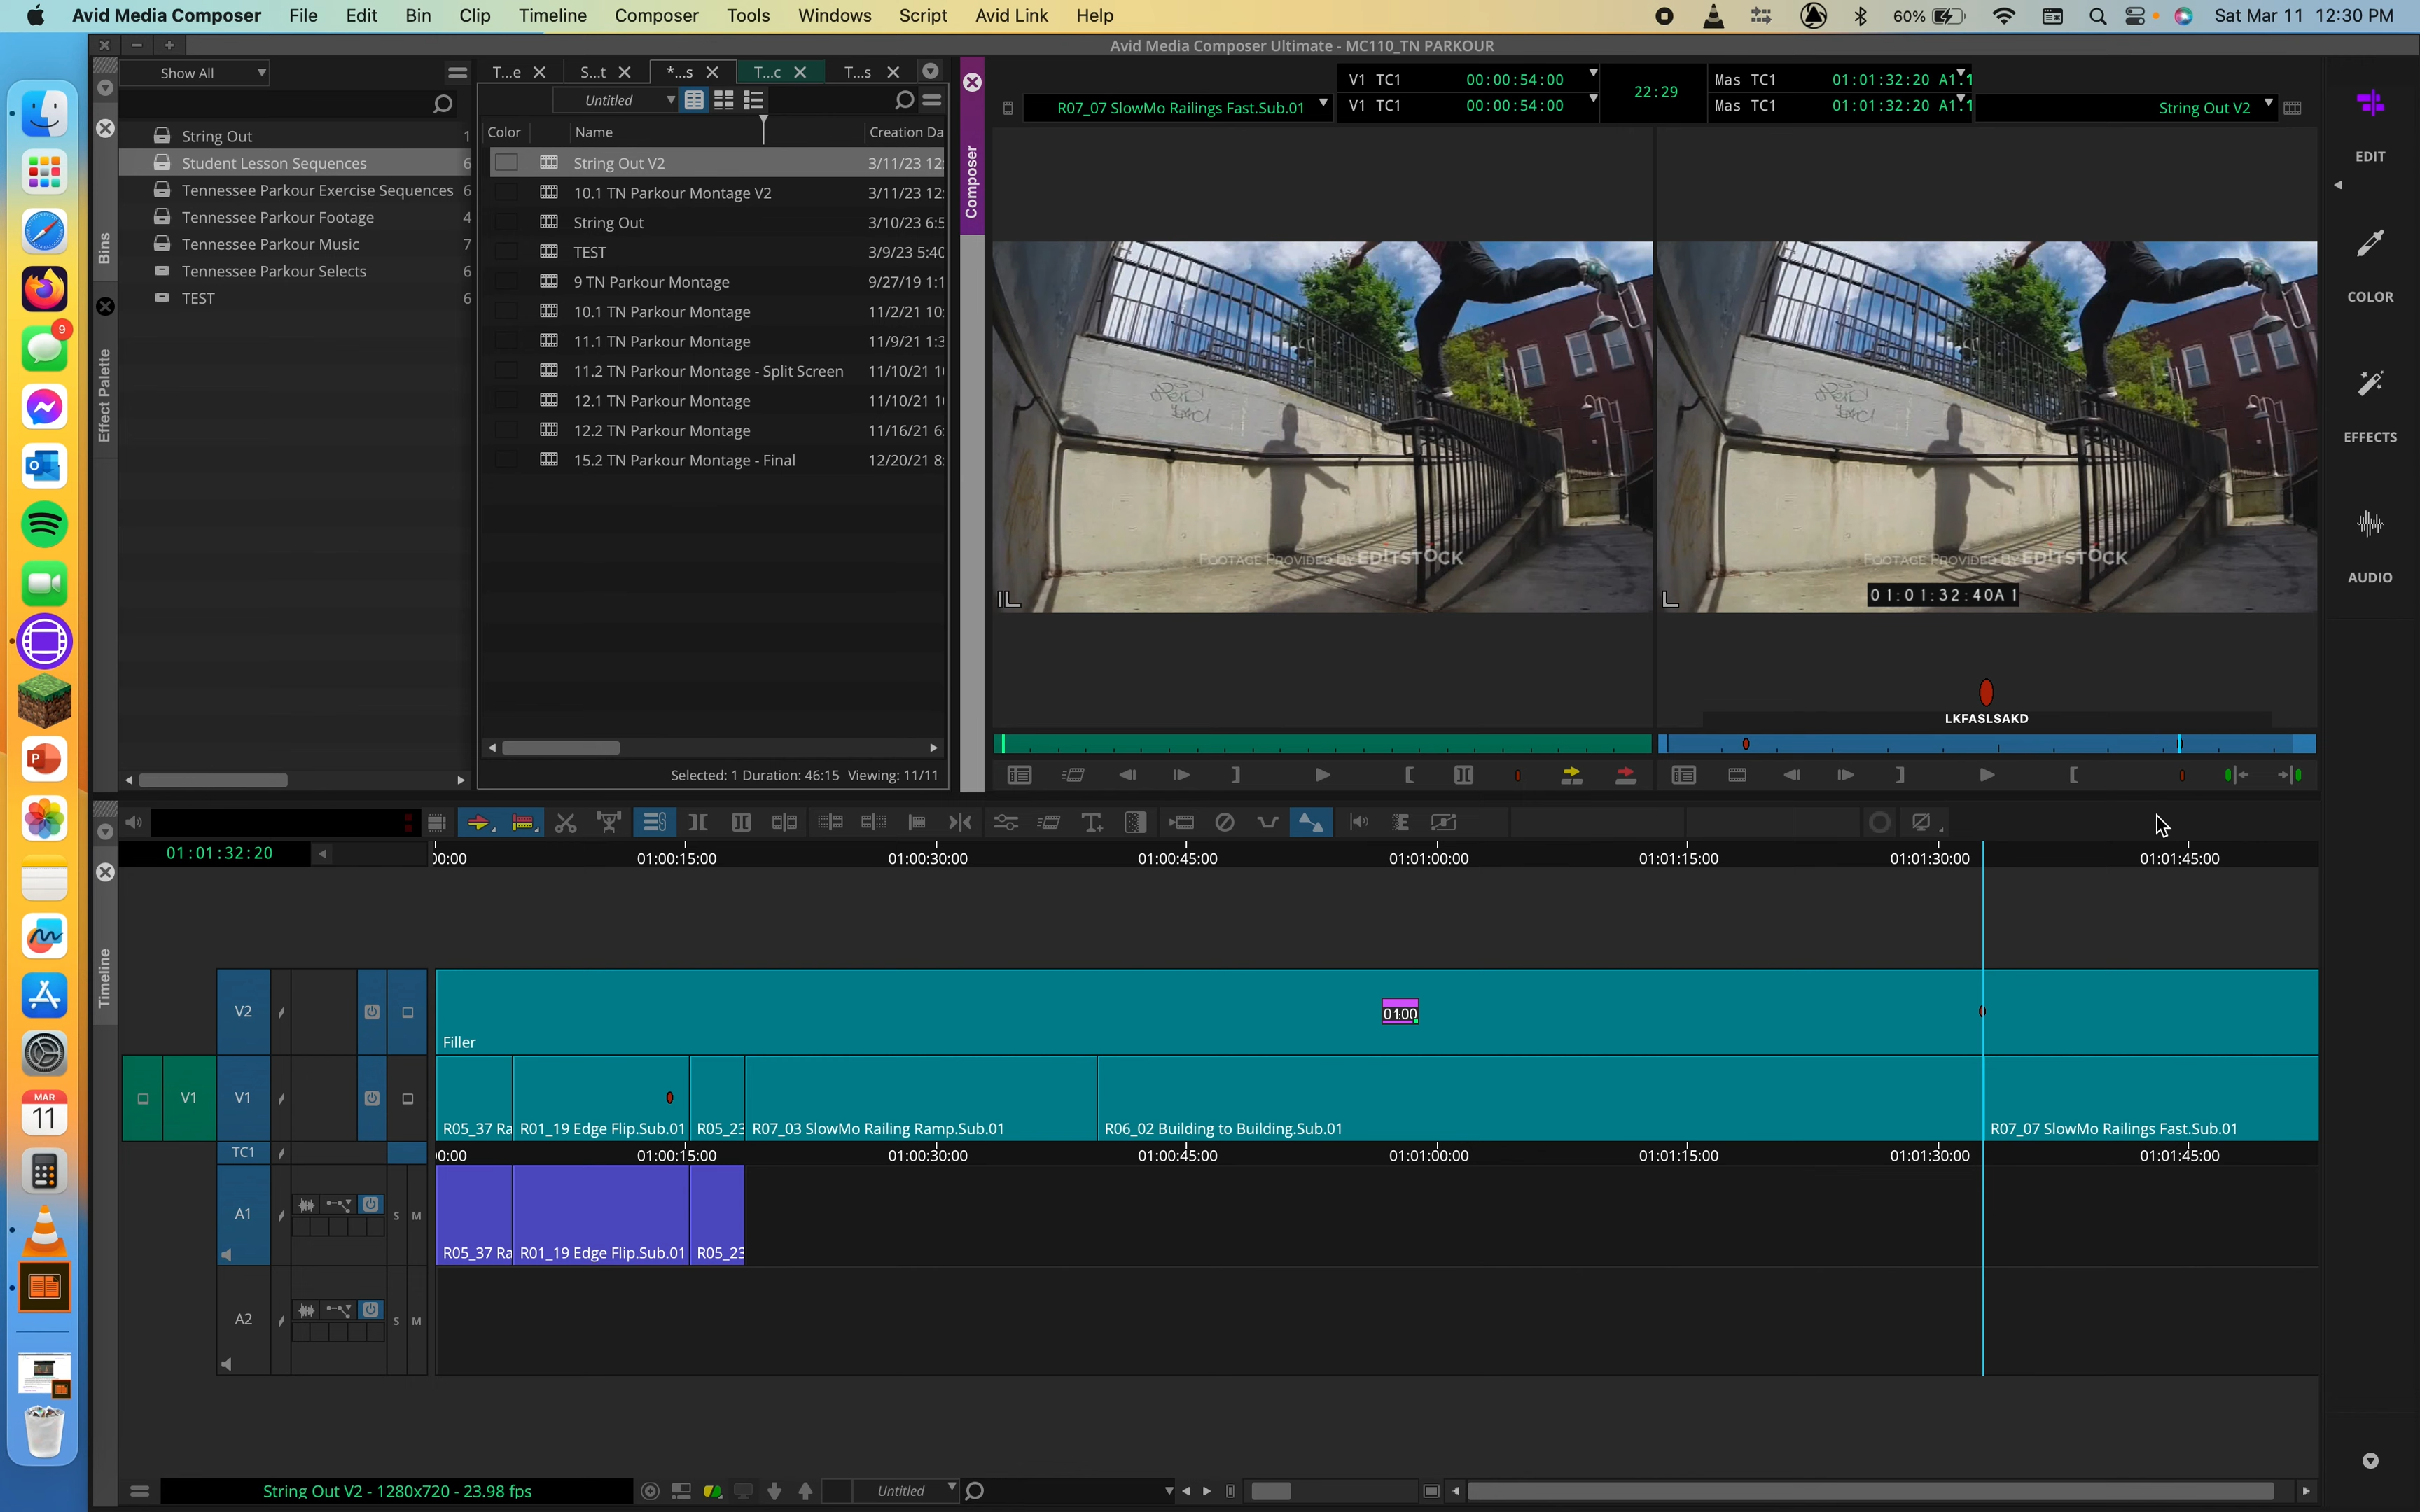 Avid Media Composer File Edit Bin Clip Timeline Composer Tools Windows Script Avid Link Help 60% Sat Mar 11 12:30 PM
Avid Media Composer Ultimate - MC110_TN PARKOUR
Show All
T...e S...t *...s T...c T...s
Untitled
Color Name Creation Da
String Out 1
Student Lesson Sequences 6
Tennessee Parkour Exercise Sequences 6
Tennessee Parkour Footage 4
Tennessee Parkour Music 7
Tennessee Parkour Selects 6
TEST 6
String Out V2 3/11/23 12:
10.1 TN Parkour Montage V2 3/11/23 12:
String Out 3/10/23 6:5
TEST 3/9/23 5:40
9 TN Parkour Montage 9/27/19 1:1
10.1 TN Parkour Montage 11/2/21 10:
11.1 TN Parkour Montage 11/9/21 1:3
11.2 TN Parkour Montage - Split Screen 11/10/21 1
12.1 TN Parkour Montage 11/10/21 1
12.2 TN Parkour Montage 11/16/21 6:
15.2 TN Parkour Montage - Final 12/20/21 8:
Selected: 1 Duration: 46:15 Viewing: 11/11
Bins
Effect Palette
Composer
R07_07 SlowMo Railings Fast.Sub.01
V1 TC1 00:00:54:00
V1 TC1 00:00:54:00
22:29
Mas TC1 01:01:32:20 A1.1
Mas TC1 01:01:32:20 A1.1
String Out V2
FOOTAGE PROVIDED BY EDITSTOCK
FOOTAGE PROVIDED BY EDITSTOCK
01:01:32:40A1
LKFASLSAKD
EDIT
COLOR
EFFECTS
AUDIO
9
MAR
11
Timeline
01:01:32:20
00:00 01:00:15:00 01:00:30:00 01:00:45:00 01:01:00:00 01:01:15:00 01:01:30:00 01:01:45:00
V2
Filler
01:00
V1 V1
R05_37 Ra R01_19 Edge Flip.Sub.01 R05_23 R07_03 SlowMo Railing Ramp.Sub.01 R06_02 Building to Building.Sub.01 R07_07 SlowMo Railings Fast.Sub.01
TC1
00:00 01:00:15:00 01:00:30:00 01:00:45:00 01:01:00:00 01:01:15:00 01:01:30:00 01:01:45:00
A1 S M
R05_37 Ra R01_19 Edge Flip.Sub.01 R05_23
A2 S M
String Out V2 - 1280x720 - 23.98 fps
Untitled